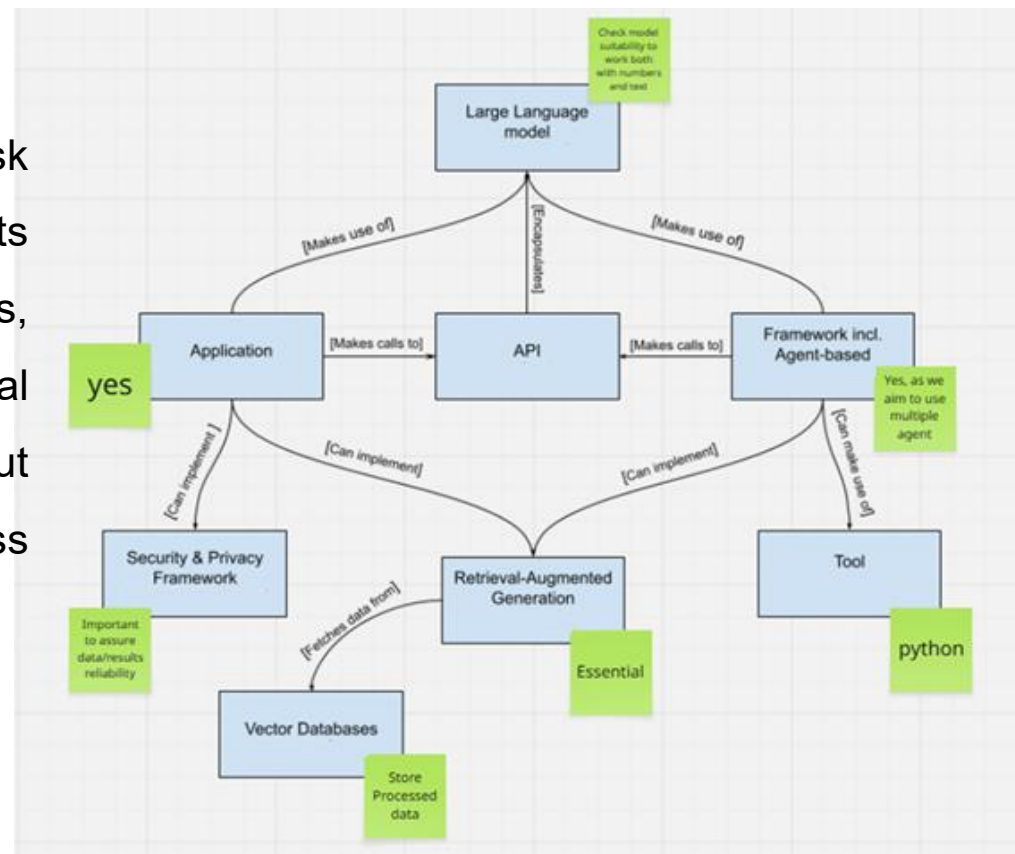 sk
ts
s,
al
ut
ss
Check model
suitability to
work both
with numbers
and text
Large Language
model
[Makes use of]
[Encapsulates]
[Makes use of]
Application
[Makes calls to]
API
[Makes calls to]
Framework incl.
Agent-based
yes
Yes, as we
aim to use
multiple
agent
[Can implement ]
[Can implement]
[Can implement]
[Can make use of]
Security & Privacy
Framework
Retrieval-Augmented
Generation
Tool
Important
to assure
data/results
reliability
[Fetches data from]
Essential
python
Vector Databases
Store
Processed
data